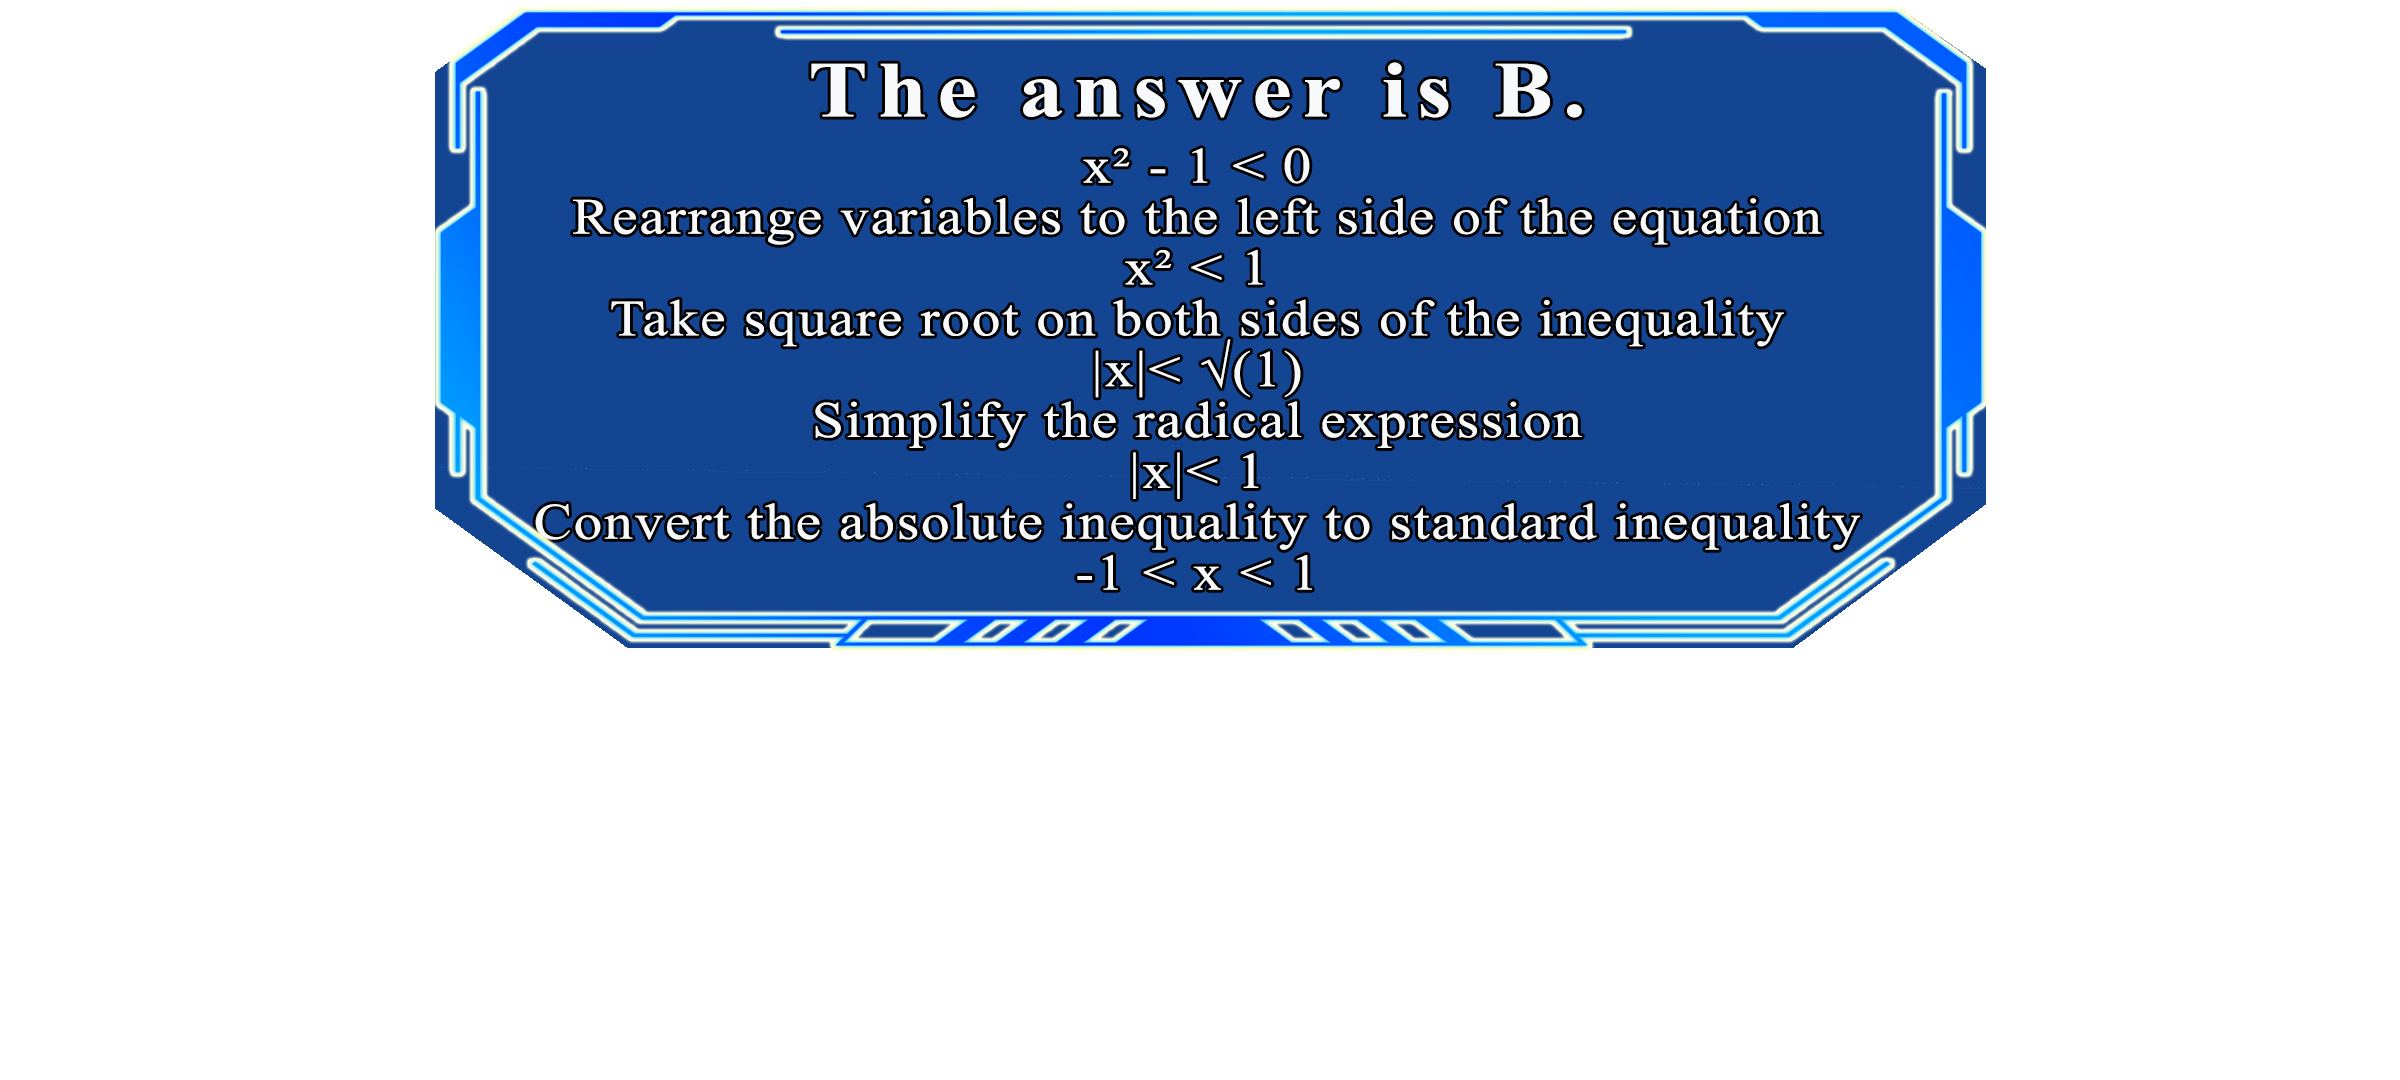 The answer is B.
x² - 1 < 0
Rearrange variables to the left side of the equation
x² < 1
Take square root on both sides of the inequality
|x|< √(1)
Simplify the radical expression
|x|< 1
Convert the absolute inequality to standard inequality
-1 < x < 1